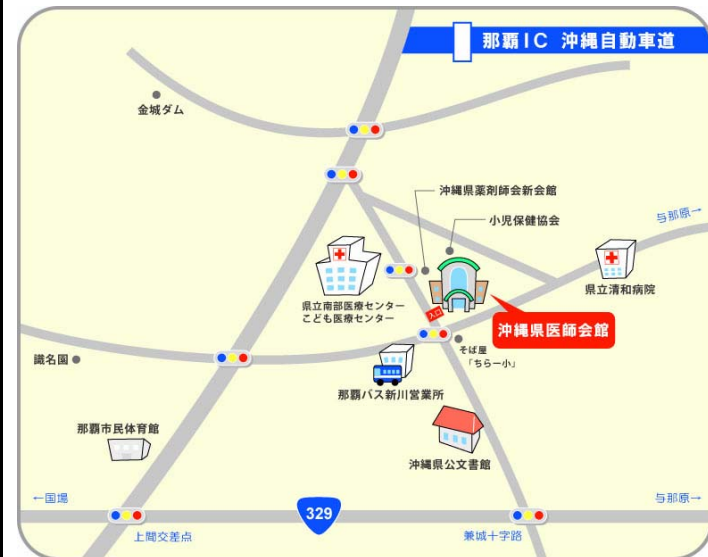 那覇IC 沖縄自動車道
金城ダム
沖縄県薬剤師会新会館
小児保健協会
与那原→
県立清和病院
県立南部医療センター
こども医療センター
入口
沖縄県医師会館
そば屋
「ちらー小」
識名園
那覇バス新川営業所
那覇市民体育館
沖縄県公文書館
←国場
329
与那原→
上間交差点
兼城十字路